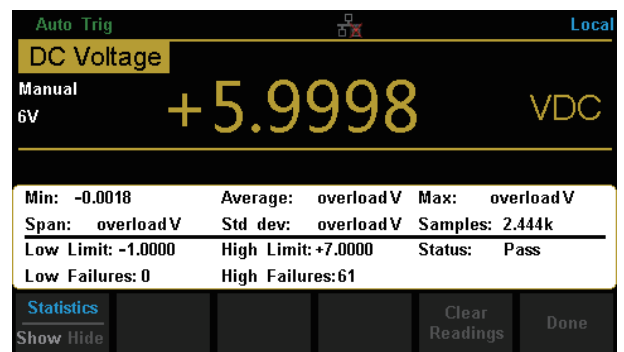 Auto Trig Local
DC Voltage
Manual
6V
+5.9998 VDC
Min: -0.0018 Average: overload V Max: overload V
Span: overload V Std dev: overload V Samples: 2.444k
Low Limit: -1.0000 High Limit: +7.0000 Status: Pass
Low Failures: 0 High Failures: 61
Statistics
Show Hide
Clear
Readings
Done